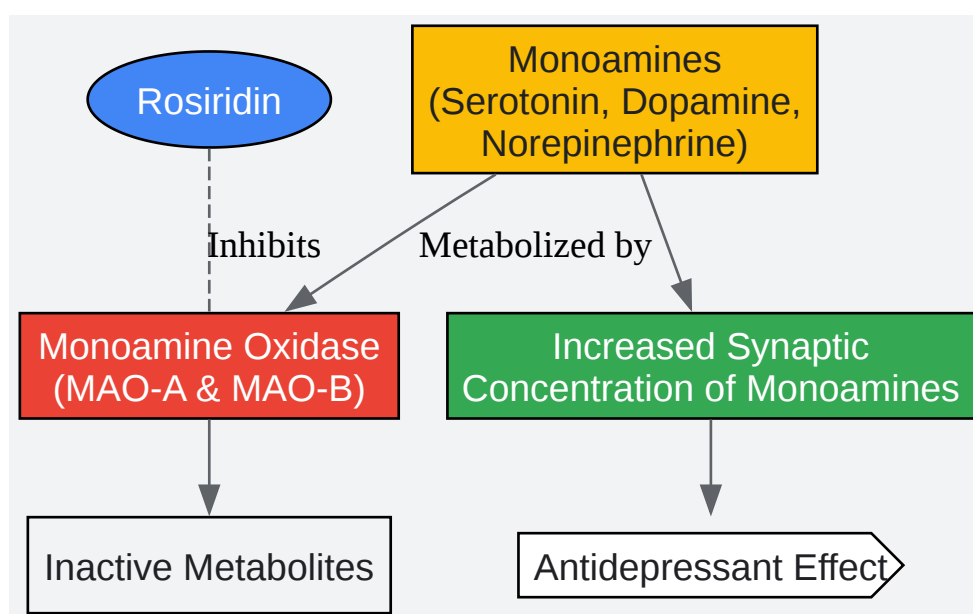 Rosiridin
Monoamines
(Serotonin, Dopamine,
Norepinephrine)
Inhibits
Metabolized by
Monoamine Oxidase
(MAO-A & MAO-B)
Increased Synaptic
Concentration of Monoamines
Inactive Metabolites
Antidepressant Effect